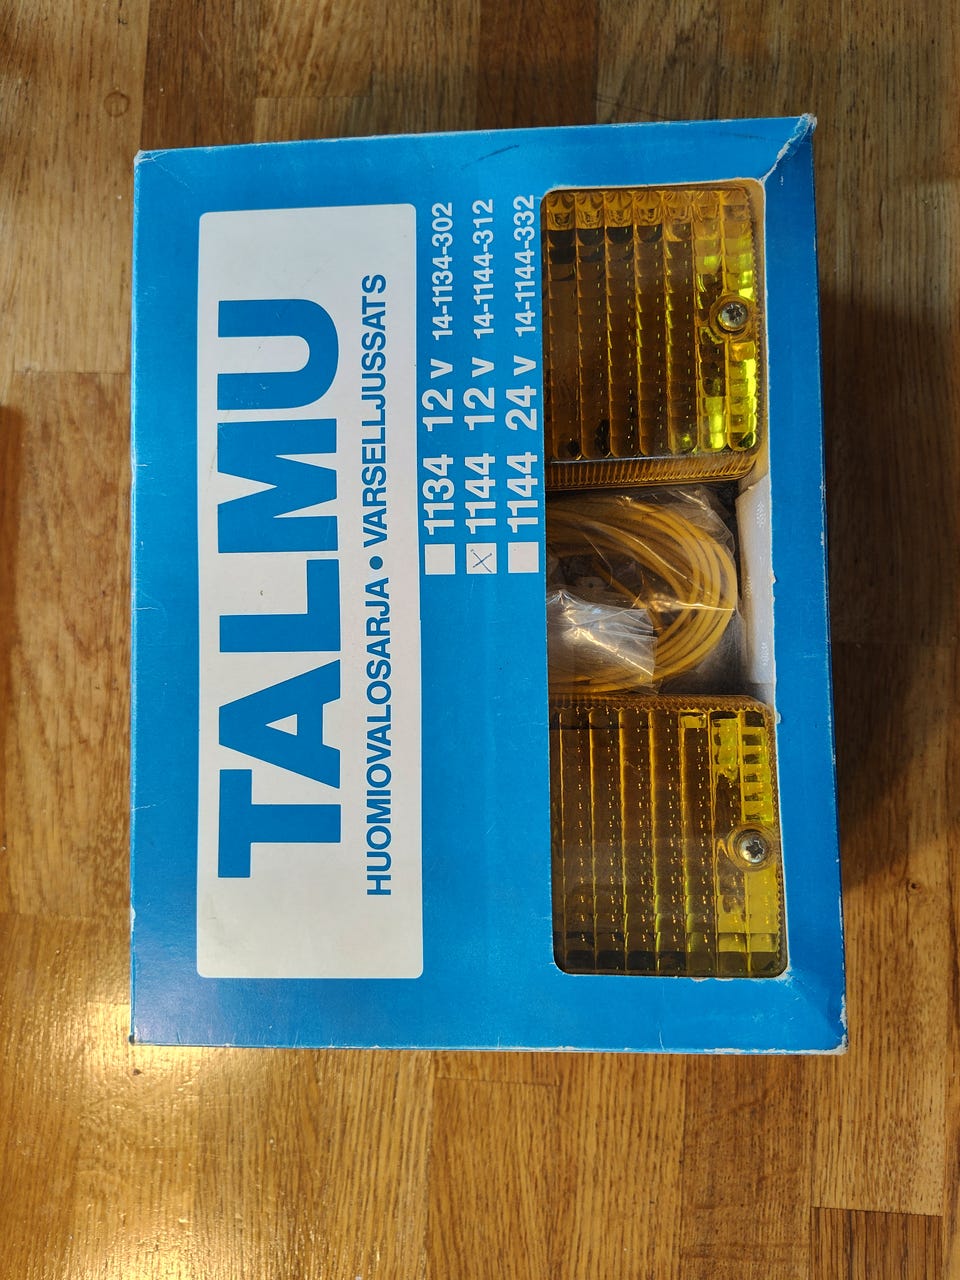 TALMU
HUOMIOVALOSARJA • VARSELLJUSSATS
1134 12 V 14-1134-302
1144 12 V 14-1144-312
1144 24 V 14-1144-332